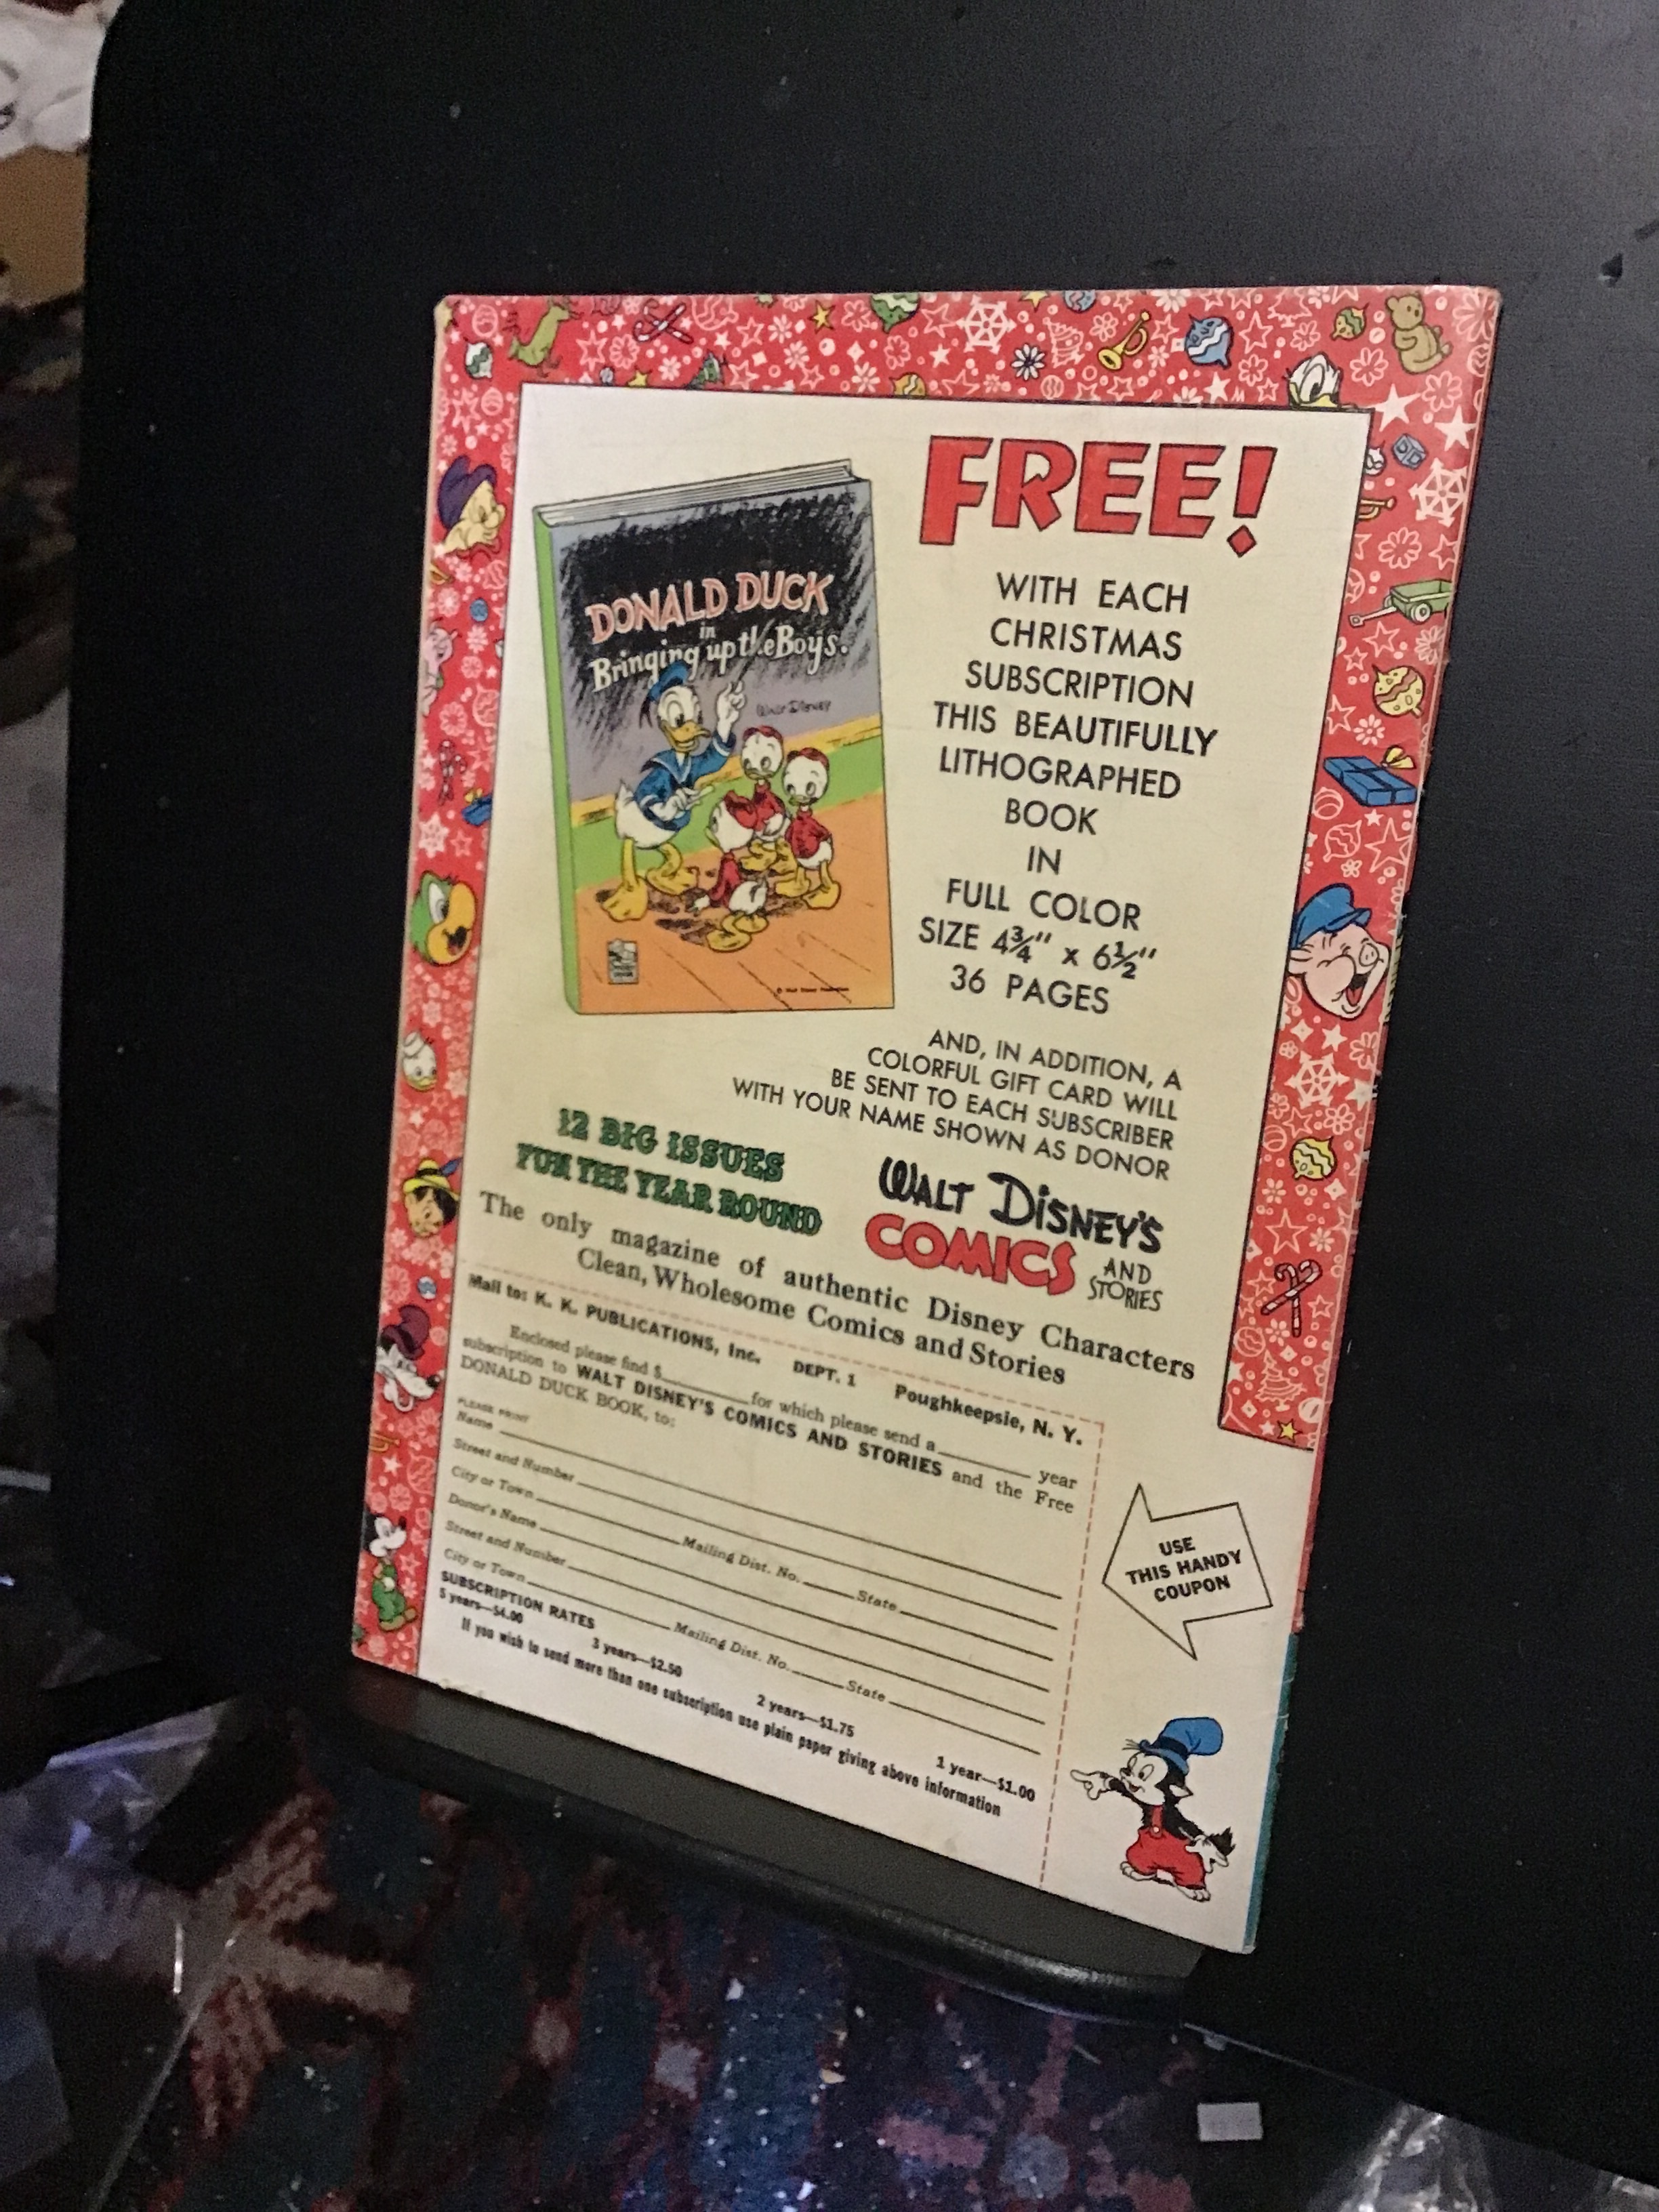 FREE!
DONALD DUCK
in
Bringing up the Boys.
Walt Disney
WITH EACH
CHRISTMAS
SUBSCRIPTION
THIS BEAUTIFULLY
LITHOGRAPHED
BOOK
IN
FULL COLOR
SIZE 4¾" x 6½"
36 PAGES
AND, IN ADDITION, A
COLORFUL GIFT CARD WILL
BE SENT TO EACH SUBSCRIBER
WITH YOUR NAME SHOWN AS DONOR
12 BIG ISSUES
FUN THE YEAR ROUND
WALT DISNEY'S
COMICS AND
STORIES
The only magazine of authentic Disney Characters
Clean, Wholesome Comics and Stories
Mail to: K. K. PUBLICATIONS, Inc. DEPT. 1 Poughkeepsie, N. Y.
Enclosed please find $ for which please send a year
subscription to WALT DISNEY'S COMICS AND STORIES and the Free
DONALD DUCK BOOK, to:
PLEASE PRINT
Name
Street and Number
City or Town Mailing Dist. No. State
Donor's Name
Street and Number
City or Town Mailing Dist. No. State
SUBSCRIPTION RATES
5 years—$4.00 3 years—$2.50 2 years—$1.75 1 year—$1.00
If you wish to send more than one subscription use plain paper giving above information
USE
THIS HANDY
COUPON